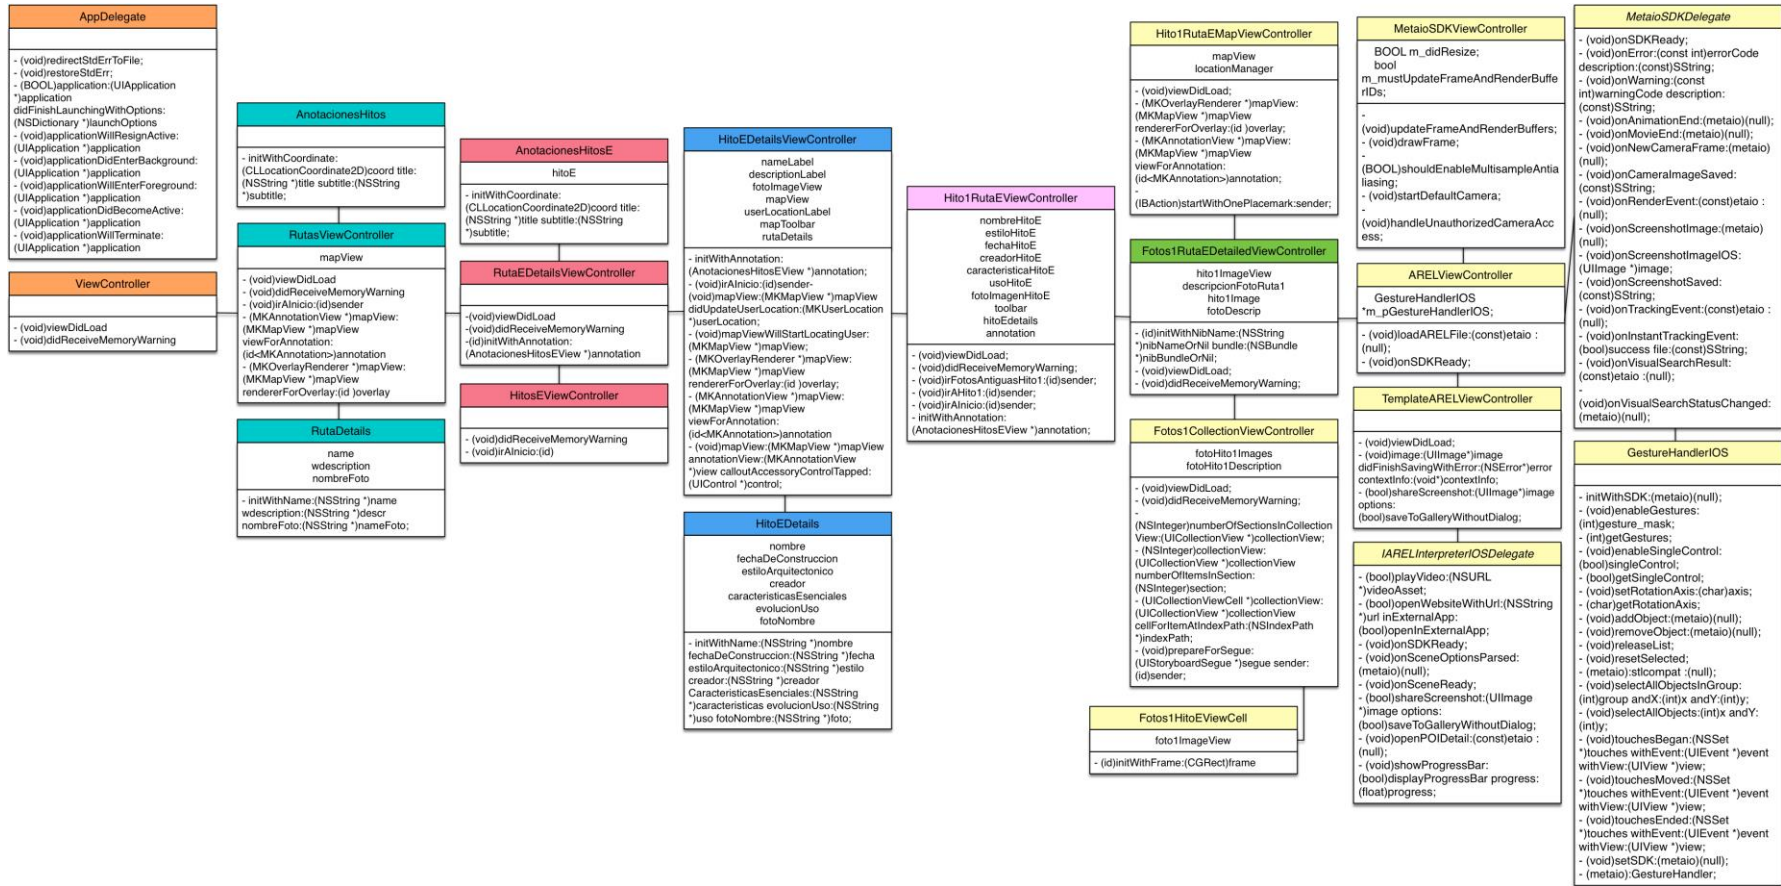 AppDelegate
- (void)redirectStdErrToFile;
- (void)restoreStdErr;
- (BOOL)application:(UIApplication
*)application
didFinishLaunchingWithOptions:
(NSDictionary *)launchOptions
- (void)applicationWillResignActive:
(UIApplication *)application
- (void)applicationDidEnterBackground:
(UIApplication *)application
- (void)applicationWillEnterForeground:
(UIApplication *)application
- (void)applicationDidBecomeActive:
(UIApplication *)application
- (void)applicationWillTerminate:
(UIApplication *)application
ViewController
- (void)viewDidLoad
- (void)didReceiveMemoryWarning
AnotacionesHitos
- initWithCoordinate:
(CLLocationCoordinate2D)coord title:
(NSString *)title subtitle:(NSString
*)subtitle;
RutasViewController
mapView
- (void)viewDidLoad
- (void)didReceiveMemoryWarning
- (void)irAInicio:(id)sender
- (MKAnnotationView *)mapView:
(MKMapView *)mapView
viewForAnnotation:
(id<MKAnnotation>)annotation
- (MKOverlayRenderer *)mapView:
(MKMapView *)mapView
rendererForOverlay:(id )overlay
RutaDetails
name
wdescription
nombreFoto
- initWithName:(NSString *)name
wdescription:(NSString *)descr
nombreFoto:(NSString *)nameFoto;
AnotacionesHitosE
hitoE
- initWithCoordinate:
(CLLocationCoordinate2D)coord title:
(NSString *)title subtitle:(NSString
*)subtitle;
RutaEDetailsViewController
-(void)viewDidLoad
-(void)didReceiveMemoryWarning
-(id)initWithAnnotation:
(AnotacionesHitosEView *)annotation
HitosEViewController
- (void)didReceiveMemoryWarning
- (void)irAInicio:(id)
HitoEDetailsViewController
nameLabel
descriptionLabel
fotoImageView
mapView
userLocationLabel
mapToolbar
rutaDetails
- initWithAnnotation:
(AnotacionesHitosEView *)annotation;
- (void)irAInicio:(id)sender-
(void)mapView:(MKMapView *)mapView
didUpdateUserLocation:(MKUserLocation
*)userLocation;
- (void)mapViewWillStartLocatingUser:
(MKMapView *)mapView;
- (MKOverlayRenderer *)mapView:
(MKMapView *)mapView
rendererForOverlay:(id )overlay;
- (MKAnnotationView *)mapView:
(MKMapView *)mapView
viewForAnnotation:
(id<MKAnnotation>)annotation
- (void)mapView:(MKMapView *)mapView
annotationView:(MKAnnotationView
*)view calloutAccessoryControlTapped:
(UIControl *)control;
HitoEDetails
nombre
fechaDeConstruccion
estiloArquitectonico
creador
caracteristicasEsenciales
evolucionUso
fotoNombre
- initWithName:(NSString *)nombre
fechaDeConstruccion:(NSString *)fecha
estiloArquitectonico:(NSString *)estilo
creador:(NSString *)creador
CaracteristicasEsenciales:(NSString
*)caracteristicas evolucionUso:(NSString
*)uso fotoNombre:(NSString *)foto;
Hito1RutaEViewController
nombreHitoE
estiloHitoE
fechaHitoE
creadorHitoE
caracteristicaHitoE
usoHitoE
fotoImagenHitoE
toolbar
hitoEdetails
annotation
- (void)viewDidLoad;
- (void)didReceiveMemoryWarning;
- (void)irFotosAntiguasHito1:(id)sender;
- (void)irAHito1:(id)sender;
- (void)irAInicio:(id)sender;
- initWithAnnotation:
(AnotacionesHitosEView *)annotation;
Hito1RutaEMapViewController
mapView
locationManager
- (void)viewDidLoad;
- (MKOverlayRenderer *)mapView:
(MKMapView *)mapView
rendererForOverlay:(id )overlay;
- (MKAnnotationView *)mapView:
(MKMapView *)mapView
viewForAnnotation:
(id<MKAnnotation>)annotation;
-
(IBAction)startWithOnePlacemark:sender;
Fotos1RutaEDetailedViewController
hito1ImageView
descripcionFotoRuta1
hito1Image
fotoDescrip
- (id)initWithNibName:(NSString
*)nibNameOrNil bundle:(NSBundle
*)nibBundleOrNil;
- (void)viewDidLoad;
- (void)didReceiveMemoryWarning;
Fotos1CollectionViewController
fotoHito1Images
fotoHito1Description
- (void)viewDidLoad;
- (void)didReceiveMemoryWarning;
-
(NSInteger)numberOfSectionsInCollection
View:(UICollectionView *)collectionView;
- (NSInteger)collectionView:
(UICollectionView *)collectionView
numberOfItemsInSection:
(NSInteger)section;
- (UICollectionViewCell *)collectionView:
(UICollectionView *)collectionView
cellForItemAtIndexPath:(NSIndexPath
*)indexPath;
- (void)prepareForSegue:
(UIStoryboardSegue *)segue sender:
(id)sender;
Fotos1HitoEViewCell
foto1ImageView
- (id)initWithFrame:(CGRect)frame
MetaioSDKViewController
BOOL m_didResize;
bool
m_mustUpdateFrameAndRenderBuffe
rIDs;
-
(void)updateFrameAndRenderBuffers;
- (void)drawFrame;
-
(BOOL)shouldEnableMultisampleAntial
iasing;
- (void)startDefaultCamera;
-
(void)handleUnauthorizedCameraAcc
ess;
ARELViewController
GestureHandlerIOS
*m_pGestureHandlerIOS;
- (void)loadARELFile:(const)etaio :
(null);
- (void)onSDKReady;
TemplateARELViewController
- (void)viewDidLoad;
- (void)image:(UIImage*)image
didFinishSavingWithError:(NSError*)error
contextInfo:(void*)contextInfo;
- (bool)shareScreenshot:(UIImage*)image
options:
(bool)saveToGalleryWithoutDialog;
IARELInterpreterIOSDelegate
- (bool)playVideo:(NSURL
*)videoAsset;
- (bool)openWebsiteWithUrl:(NSString
*)url inExternalApp:
(bool)openInExternalApp;
- (void)onSDKReady;
- (void)onSceneOptionsParsed:
(metaio)(null);
- (void)onSceneReady;
- (bool)shareScreenshot:(UIImage
*)image options:
(bool)saveToGalleryWithoutDialog;
- (void)openPOIDetail:(const)etaio :
(null);
- (void)showProgressBar:
(bool)displayProgressBar progress:
(float)progress;
MetaioSDKDelegate
- (void)onSDKReady;
- (void)onError:(const int)errorCode
description:(const)SString;
- (void)onWarning:(const
int)warningCode description:
(const)SString;
- (void)onAnimationEnd:(metaio)(null);
- (void)onMovieEnd:(metaio)(null);
- (void)onNewCameraFrame:(metaio)
(null);
- (void)onCameraImageSaved:
(const)SString;
- (void)onRenderEvent:(const)etaio :
(null);
- (void)onScreenshotImage:(metaio)
(null);
- (void)onScreenshotImageIOS:
(UIImage *)image;
- (void)onScreenshotSaved:
(const)SString;
- (void)onTrackingEvent:(const)etaio :
(null);
- (void)onInstantTrackingEvent:
(bool)success file:(const)SString;
- (void)onVisualSearchResult:
(const)etaio :(null);
-
(void)onVisualSearchStatusChanged:
(metaio)(null);
GestureHandlerIOS
- initWithSDK:(metaio)(null);
- (void)enableGestures:
(int)gesture_mask;
- (int)getGestures;
- (void)enableSingleControl:
(bool)singleControl;
- (bool)getSingleControl;
- (void)setRotationAxis:(char)axis;
- (char)getRotationAxis;
- (void)addObject:(metaio)(null);
- (void)removeObject:(metaio)(null);
- (void)releaseList;
- (void)resetSelected;
- (metaio):stlcompat :(null);
- (void)selectAllObjectsInGroup:
(int)group andX:(int)x andY:(int)y;
- (void)selectAllObjects:(int)x andY:
(int)y;
- (void)touchesBegan:(NSSet
*)touches withEvent:(UIEvent *)event
withView:(UIView *)view;
- (void)touchesMoved:(NSSet
*)touches withEvent:(UIEvent *)event
withView:(UIView *)view;
- (void)touchesEnded:(NSSet
*)touches withEvent:(UIEvent *)event
withView:(UIView *)view;
- (void)setSDK:(metaio)(null);
- (metaio):GestureHandler;